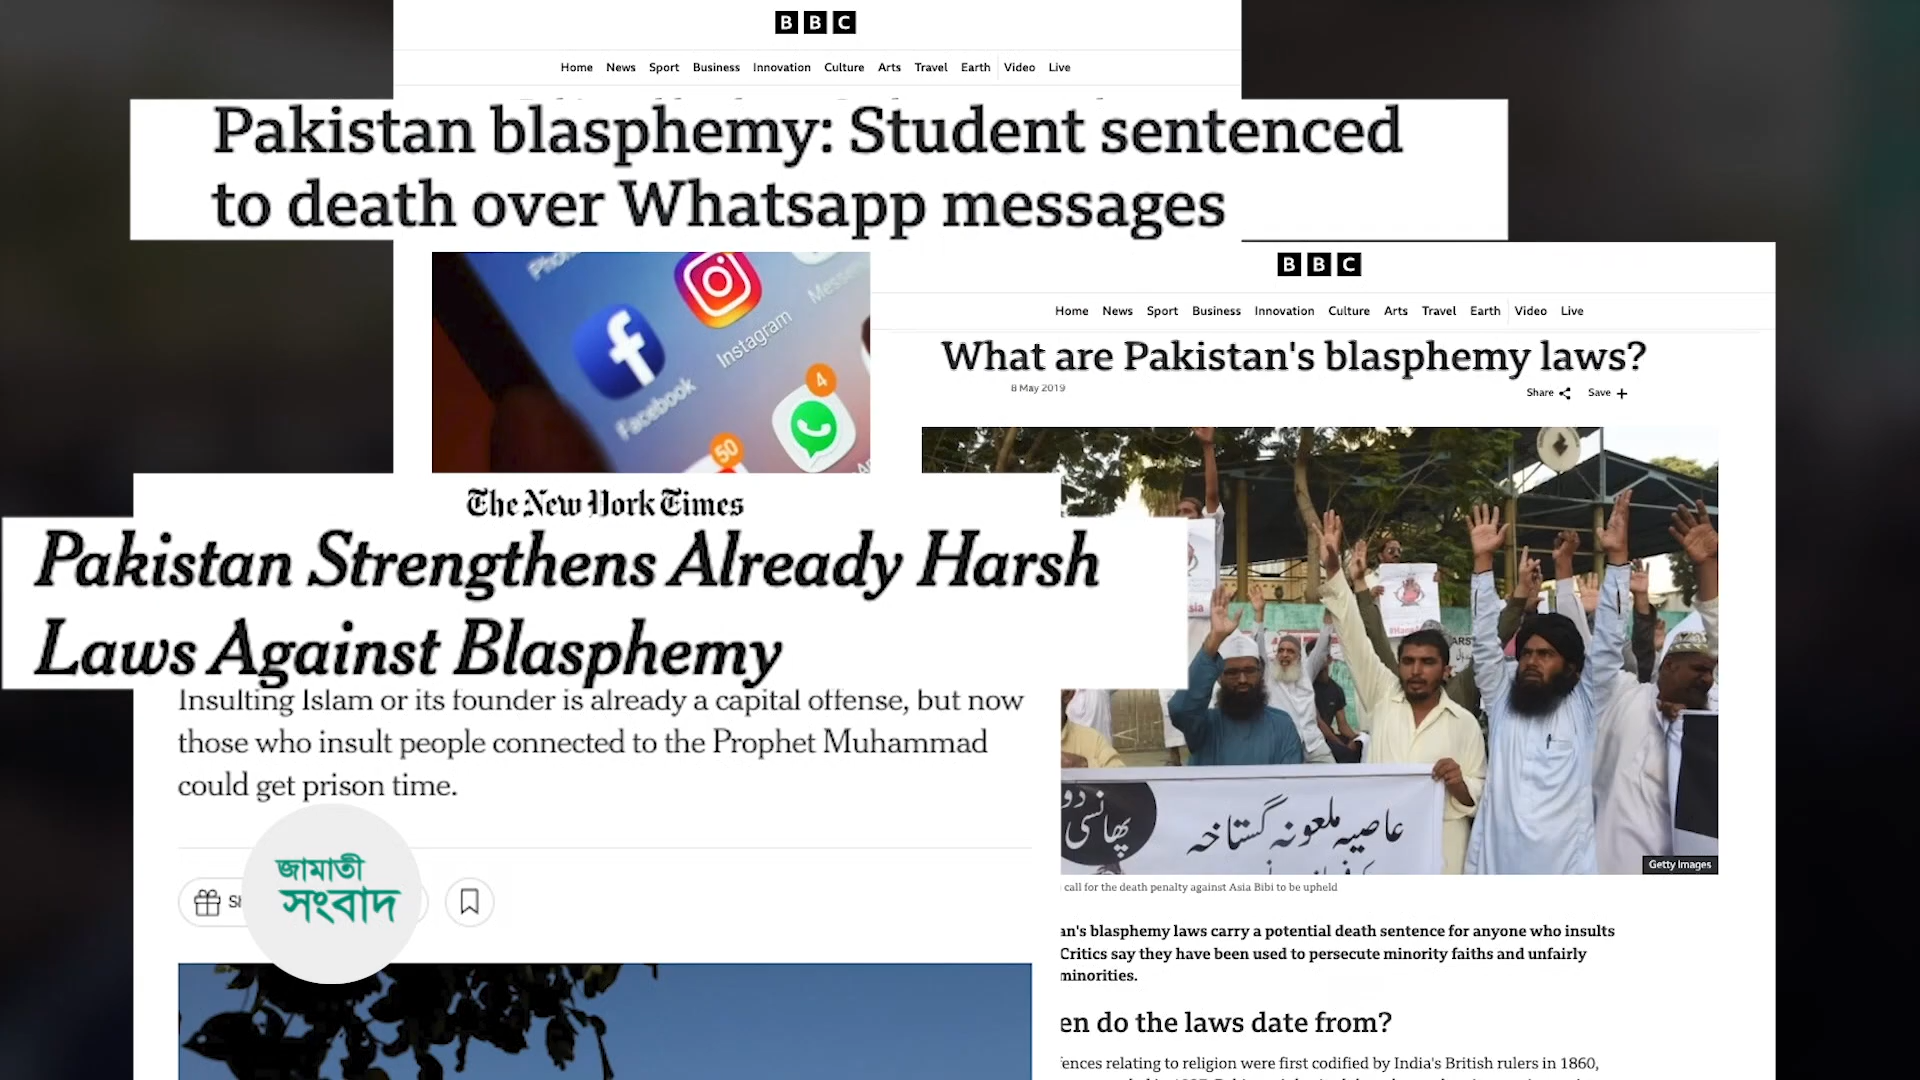 BBC
Home News Sport Business Innovation Culture Arts Travel Earth Video Live
Pakistan blasphemy: Student sentenced
to death over Whatsapp messages
Instagram
Facebook
4
50
BBC
Home News Sport Business Innovation Culture Arts Travel Earth Video Live
What are Pakistan's blasphemy laws?
8 May 2019
Share Save
The New York Times
Pakistan Strengthens Already Harsh
Laws Against Blasphemy
Insulting Islam or its founder is already a capital offense, but now
those who insult people connected to the Prophet Muhammad
could get prison time.
জামাতী
সংবাদ
عاصیہ ملعونہ گستاخہ
پھانسی دو
Getty Images
call for the death penalty against Asia Bibi to be upheld
an's blasphemy laws carry a potential death sentence for anyone who insults
Critics say they have been used to persecute minority faiths and unfairly
minorities.
en do the laws date from?
ences relating to religion were first codified by India's British rulers in 1860,